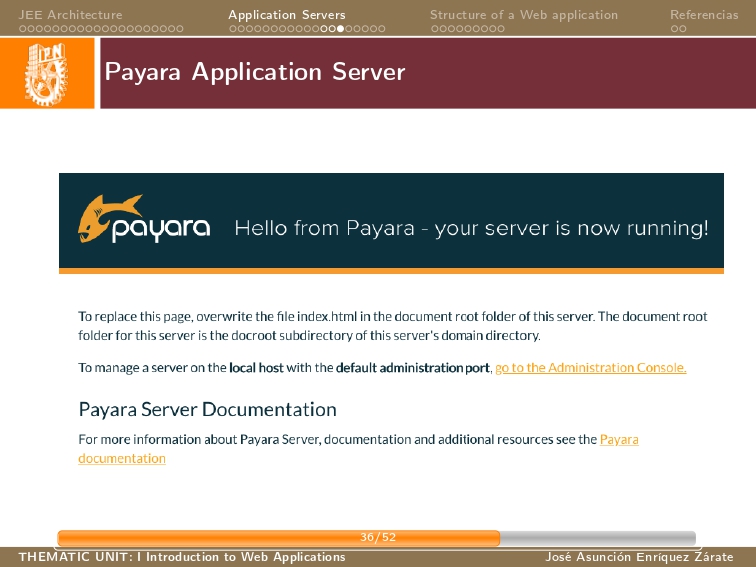 JEE Architecture
Application Servers
Structure of a Web application
Referencias
IPN
Payara Application Server
payara
Hello from Payara - your server is now running!
To replace this page, overwrite the file index.html in the document root folder of this server. The document root
folder for this server is the docroot subdirectory of this server's domain directory.
To manage a server on the local host with the default administration port, go to the Administration Console.
Payara Server Documentation
For more information about Payara Server, documentation and additional resources see the Payara
documentation
36/52
THEMATIC UNIT: I Introduction to Web Applications
José Asunción Enríquez Zárate